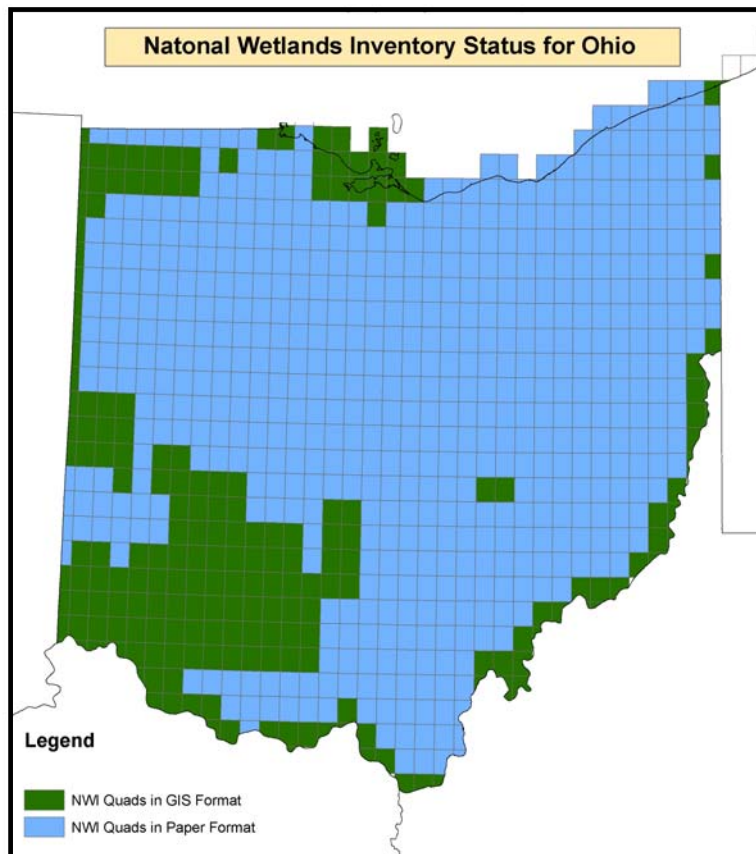 Natonal Wetlands Inventory Status for Ohio
Legend
NWI Quads in GIS Format
NWI Quads in Paper Format